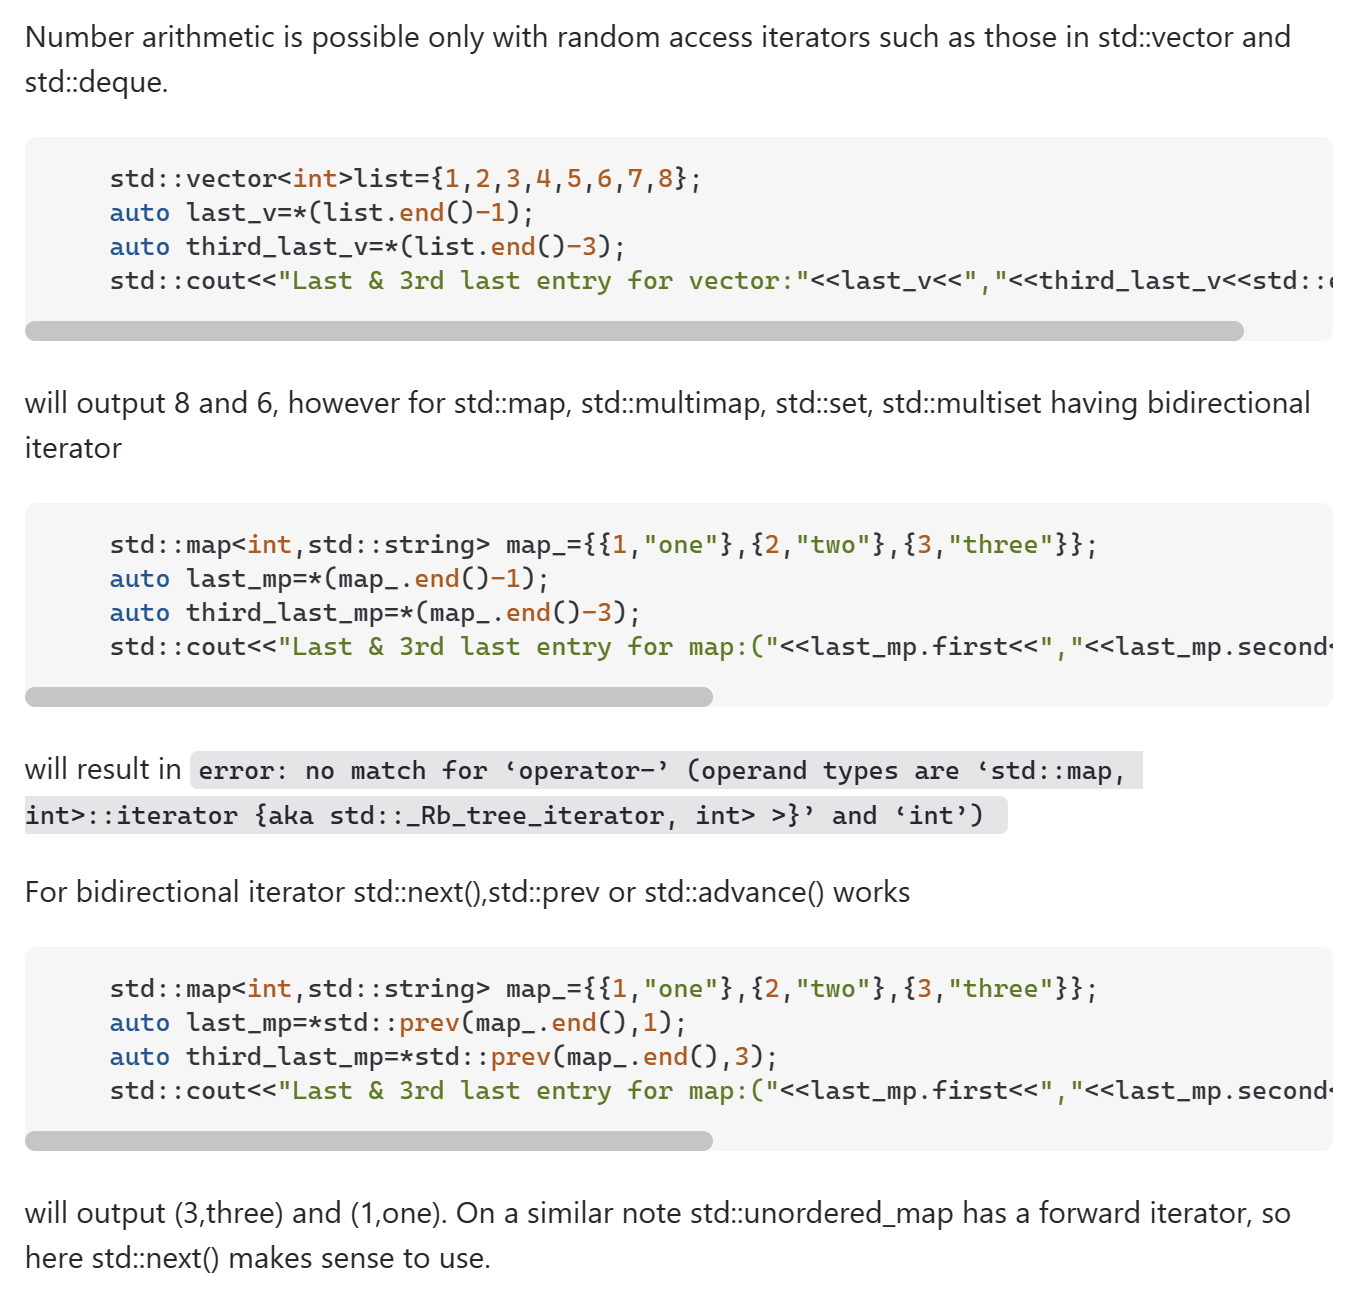 Number arithmetic is possible only with random access iterators such as those in std::vector and
std::deque.
std::vector<int>list={1,2,3,4,5,6,7,8};
auto last_v=*(list.end()-1);
auto third_last_v=*(list.end()-3);
std::cout<<"Last & 3rd last entry for vector:"<<last_v<<","<<third_last_v<<std::
will output 8 and 6, however for std::map, std::multimap, std::set, std::multiset having bidirectional
iterator
std::map<int,std::string> map_={{1,"one"},{2,"two"},{3,"three"}};
auto last_mp=*(map_.end()-1);
auto third_last_mp=*(map_.end()-3);
std::cout<<"Last & 3rd last entry for map:("<<last_mp.first<<","<<last_mp.second<
will result in error: no match for ‘operator-’ (operand types are ‘std::map,
int>::iterator {aka std::_Rb_tree_iterator, int> >}’ and ‘int’)
For bidirectional iterator std::next(),std::prev or std::advance() works
std::map<int,std::string> map_={{1,"one"},{2,"two"},{3,"three"}};
auto last_mp=*std::prev(map_.end(),1);
auto third_last_mp=*std::prev(map_.end(),3);
std::cout<<"Last & 3rd last entry for map:("<<last_mp.first<<","<<last_mp.second<
will output (3,three) and (1,one). On a similar note std::unordered_map has a forward iterator, so
here std::next() makes sense to use.